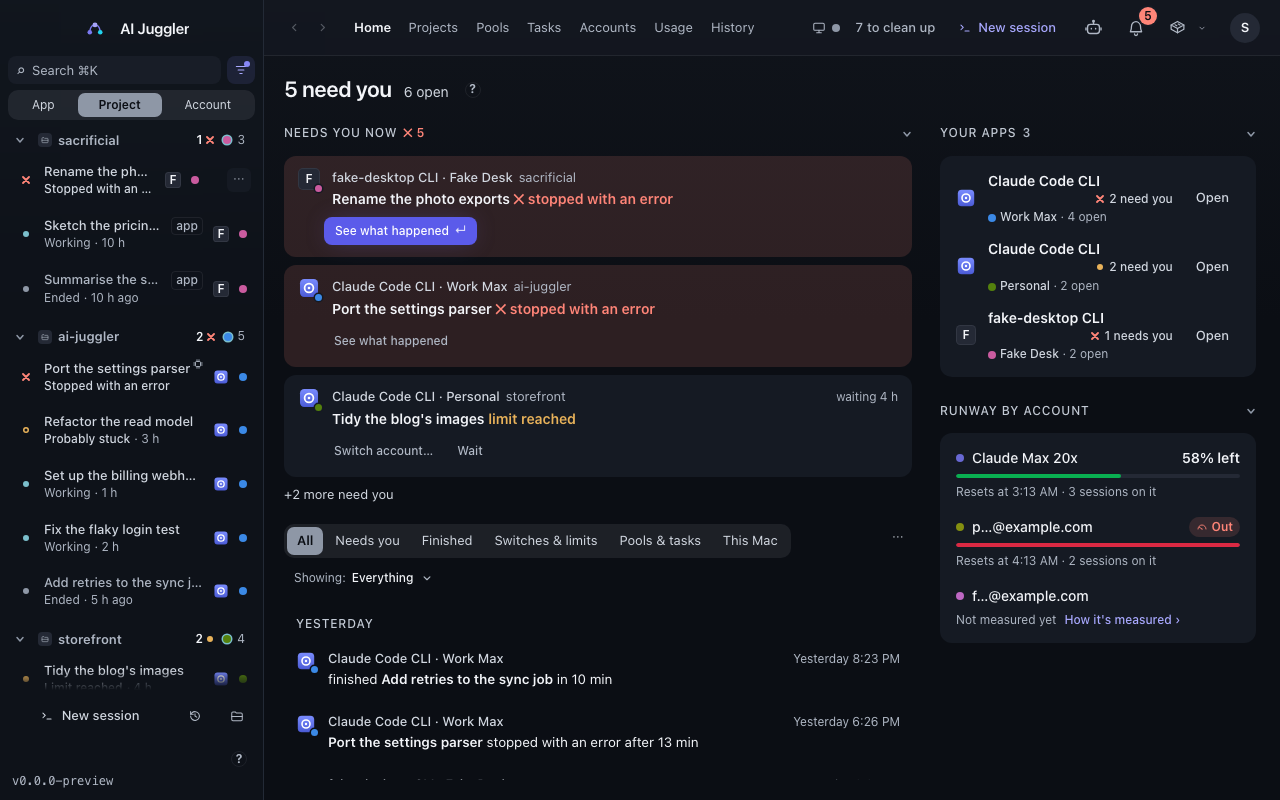 AI Juggler
Search ⌘K
App Project Account
sacrificial 1 3
Rename the ph... F
Stopped with an ...
Sketch the pricin... app F
Working · 10 h
Summarise the s... app F
Ended · 10 h ago
ai-juggler 2 5
Port the settings parser
Stopped with an error
Refactor the read model
Probably stuck · 3 h
Set up the billing webh...
Working · 1 h
Fix the flaky login test
Working · 2 h
Add retries to the sync j...
Ended · 5 h ago
storefront 2 4
Tidy the blog's images
Limit reached · 4 h
New session
?
v0.0.0-preview
Home Projects Pools Tasks Accounts Usage History
7 to clean up
New session
5
S
5 need you 6 open ?
NEEDS YOU NOW 5
F fake-desktop CLI · Fake Desk sacrificial
Rename the photo exports stopped with an error
See what happened
Claude Code CLI · Work Max ai-juggler
Port the settings parser stopped with an error
See what happened
Claude Code CLI · Personal storefront waiting 4 h
Tidy the blog's images limit reached
Switch account... Wait
+2 more need you
All Needs you Finished Switches & limits Pools & tasks This Mac ...
Showing: Everything
YESTERDAY
Claude Code CLI · Work Max Yesterday 8:23 PM
finished Add retries to the sync job in 10 min
Claude Code CLI · Work Max Yesterday 6:26 PM
Port the settings parser stopped with an error after 13 min
YOUR APPS 3
Claude Code CLI
2 need you Open
Work Max · 4 open
Claude Code CLI
2 need you Open
Personal · 2 open
fake-desktop CLI
F 1 needs you Open
Fake Desk · 2 open
RUNWAY BY ACCOUNT
Claude Max 20x 58% left
Resets at 3:13 AM · 3 sessions on it
p...@example.com Out
Resets at 4:13 AM · 2 sessions on it
f...@example.com
Not measured yet How it's measured ›